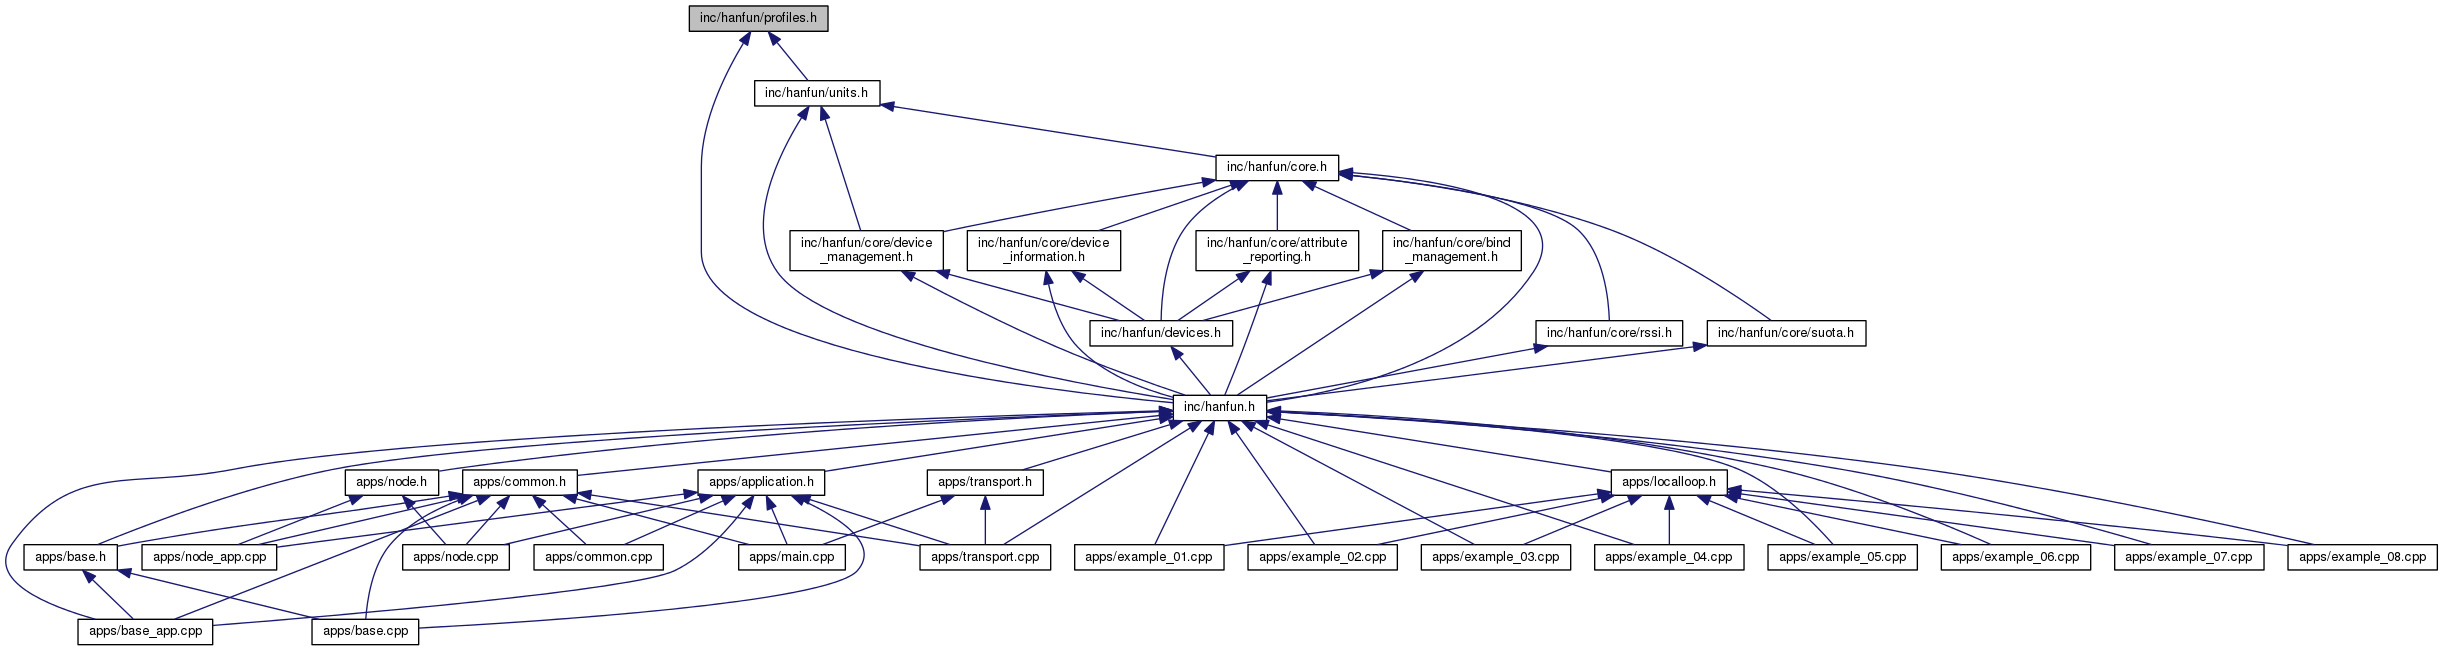 inc/hanfun/profiles.h
inc/hanfun/units.h
inc/hanfun/core.h
inc/hanfun/core/device
_management.h
inc/hanfun/core/device
_information.h
inc/hanfun/core/attribute
_reporting.h
inc/hanfun/core/bind
_management.h
inc/hanfun/devices.h
inc/hanfun/core/rssi.h
inc/hanfun/core/suota.h
inc/hanfun.h
apps/node.h
apps/common.h
apps/application.h
apps/transport.h
apps/localloop.h
apps/base.h
apps/node_app.cpp
apps/node.cpp
apps/common.cpp
apps/main.cpp
apps/transport.cpp
apps/example_01.cpp
apps/example_02.cpp
apps/example_03.cpp
apps/example_04.cpp
apps/example_05.cpp
apps/example_06.cpp
apps/example_07.cpp
apps/example_08.cpp
apps/base_app.cpp
apps/base.cpp